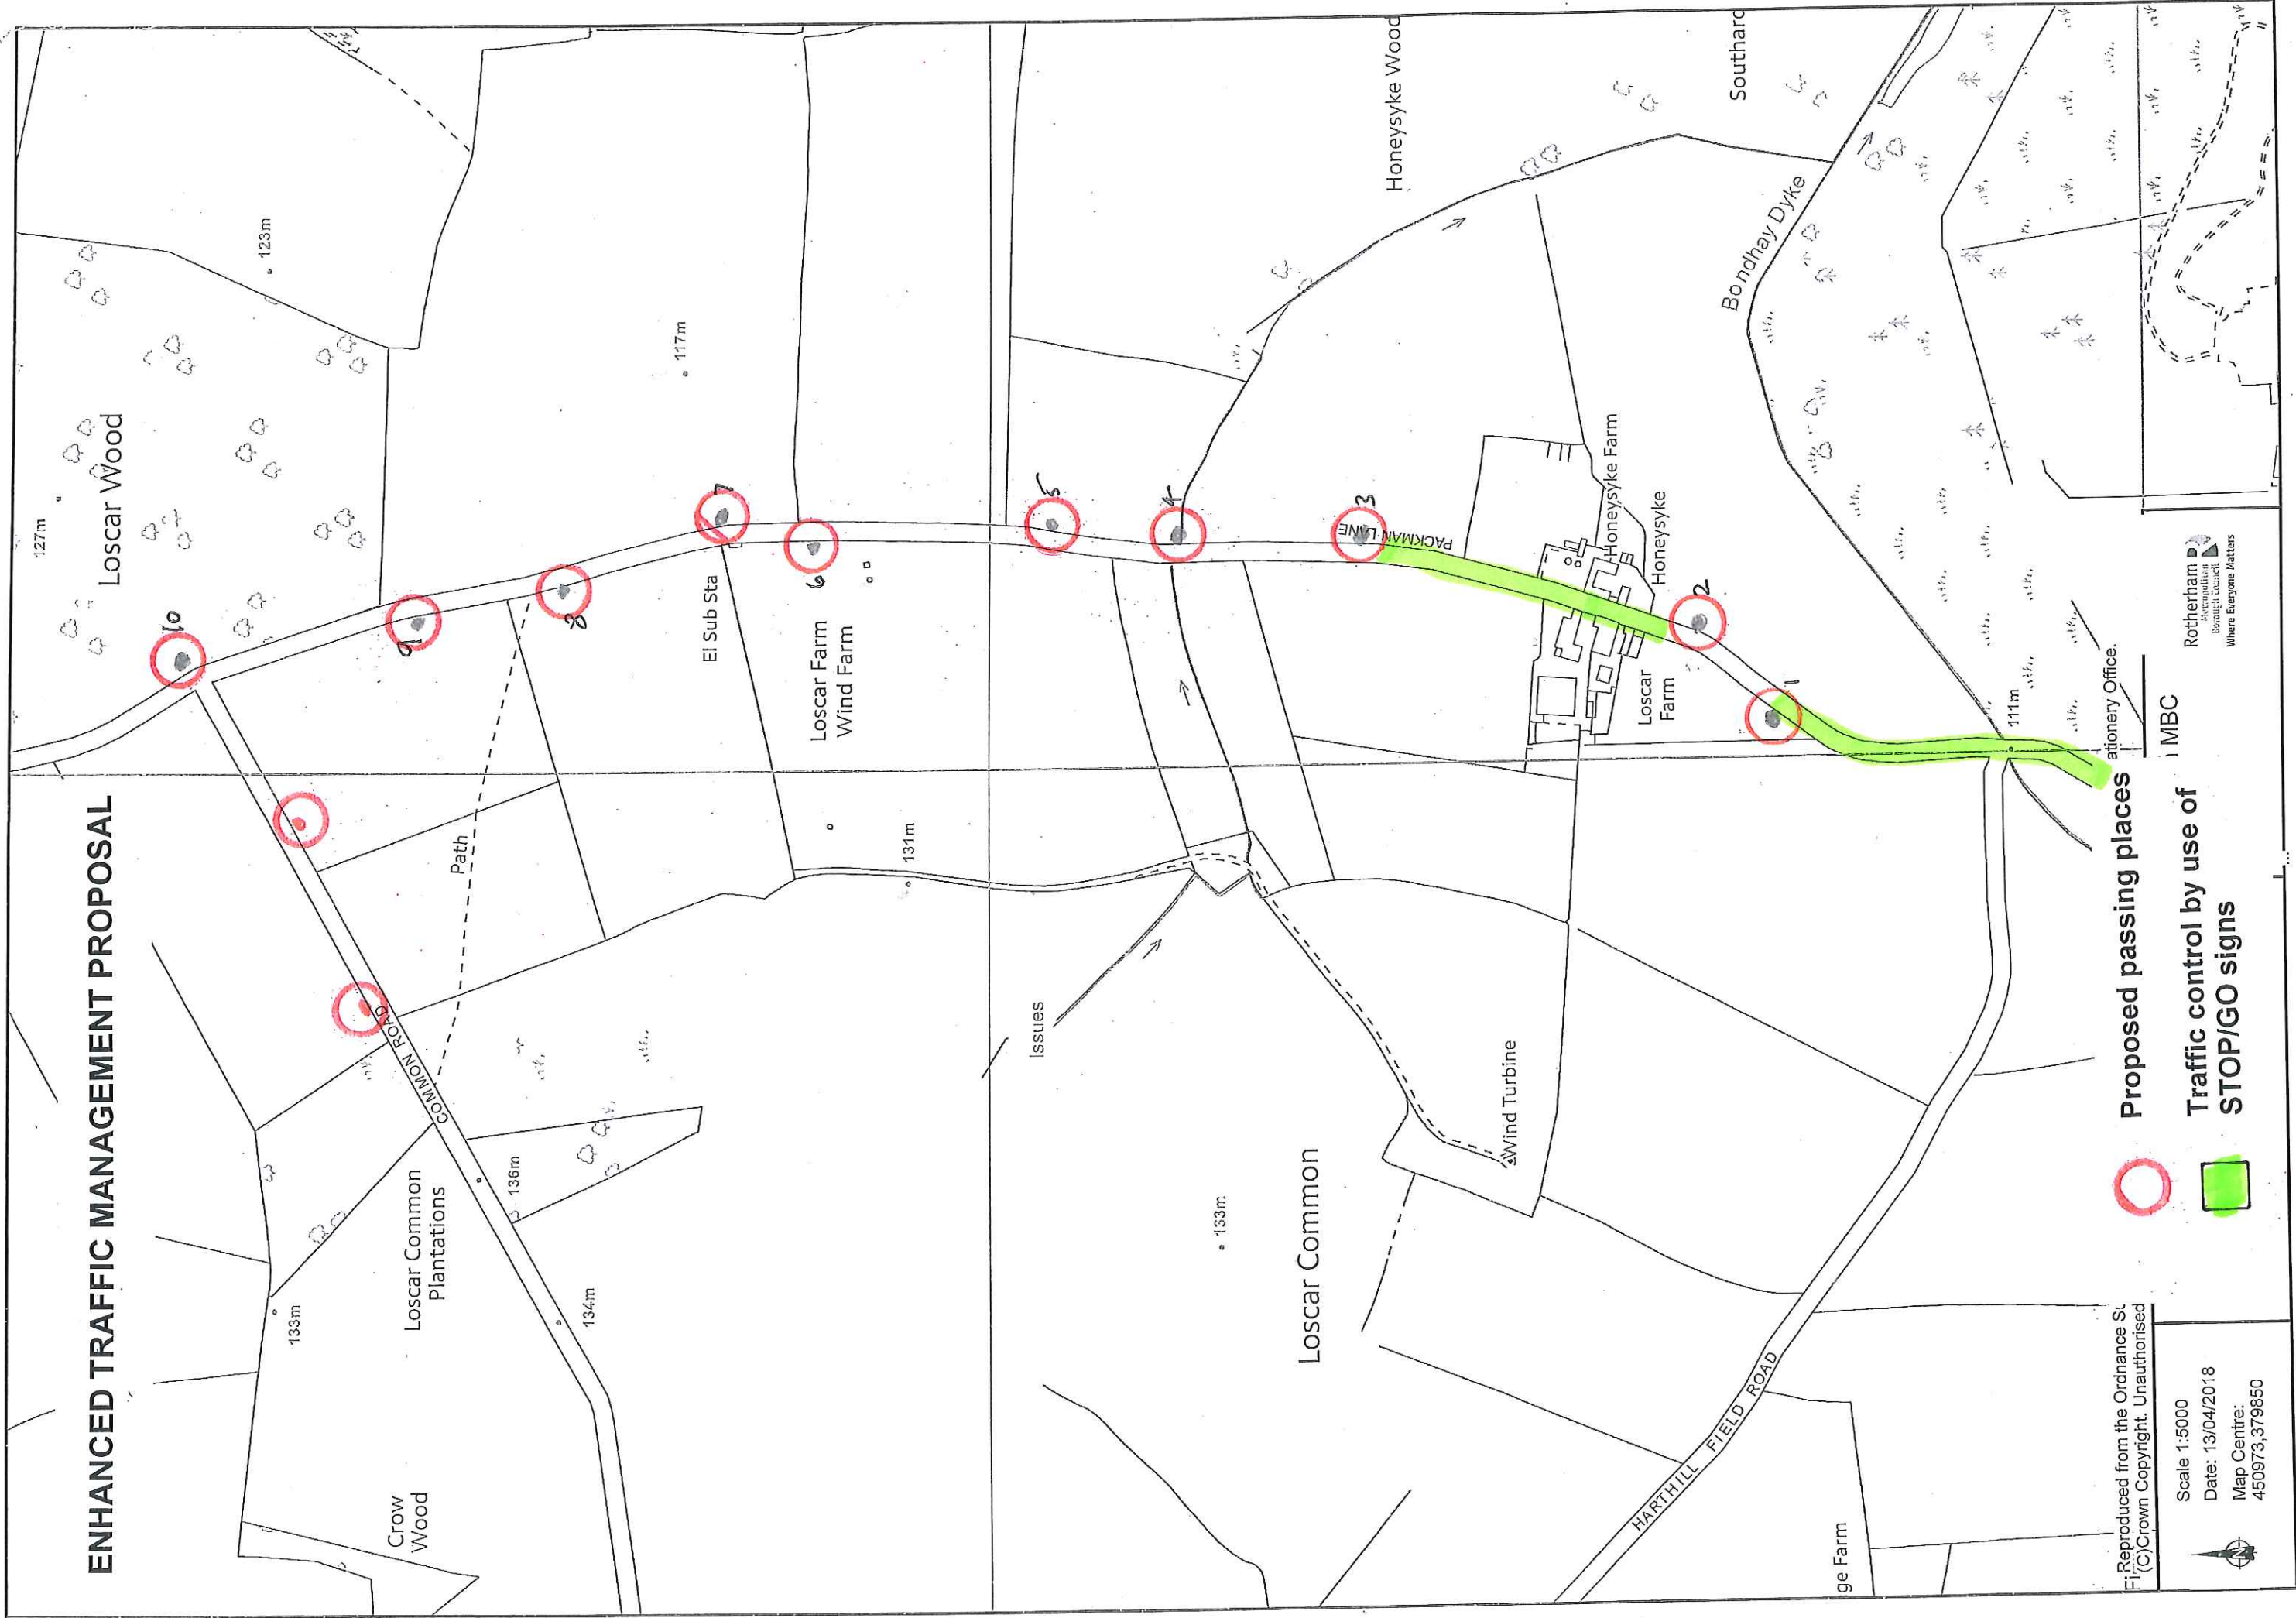 ENHANCED TRAFFIC MANAGEMENT PROPOSAL
127m
Loscar Wood
123m
10
9
8
7
6
5
4
3
2
1
117m
COMMON ROAD
Path
El Sub Sta
Loscar Farm
Wind Farm
131m
Issues
Honeysyke Wood
Southard
Bondhay Dyke
PACKMAN LANE
Honeysyke Farm
Honeysyke
Loscar
Farm
111m
133m
Loscar Common
Plantations
136m
134m
Crow
Wood
133m
Loscar Common
Wind Turbine
HARTHILL FIELD ROAD
ge Farm
Proposed passing places
Traffic control by use of
STOP/GO signs
Reproduced from the Ordnance Su
ationery Office.
(C)Crown Copyright. Unauthorised
MBC
Scale 1:5000
Date: 13/04/2018
Map Centre:
450973,379850
N
Rotherham
Metropolitan
Borough Council
Where Everyone Matters